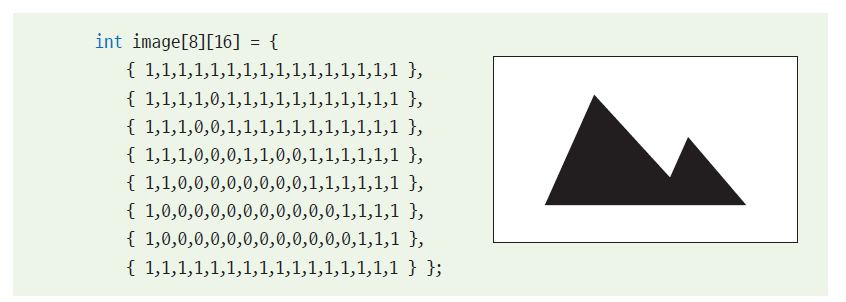 int image[8][16] = {
{ 1,1,1,1,1,1,1,1,1,1,1,1,1,1,1,1 },
{ 1,1,1,1,0,1,1,1,1,1,1,1,1,1,1,1 },
{ 1,1,1,0,0,1,1,1,1,1,1,1,1,1,1,1 },
{ 1,1,1,0,0,0,1,1,0,0,1,1,1,1,1,1 },
{ 1,1,0,0,0,0,0,0,0,0,1,1,1,1,1,1 },
{ 1,0,0,0,0,0,0,0,0,0,0,0,1,1,1,1 },
{ 1,0,0,0,0,0,0,0,0,0,0,0,0,1,1,1 },
{ 1,1,1,1,1,1,1,1,1,1,1,1,1,1,1,1 } };